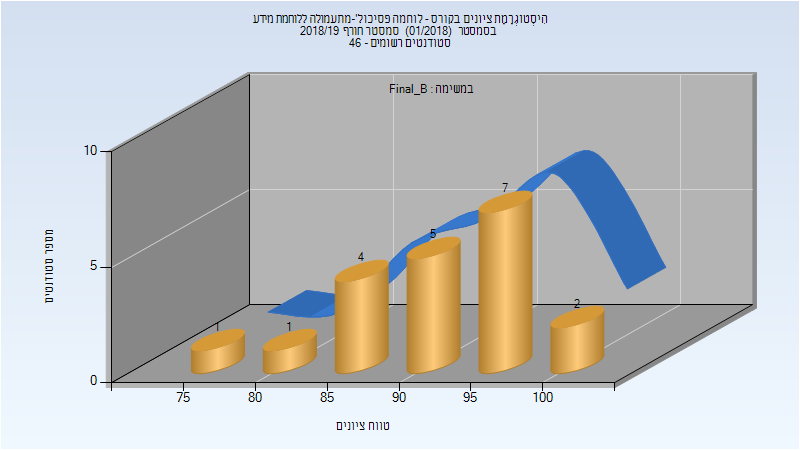 הִיסְטוגְרַמַת ציונים בקורס - לוחמה פסיכול'-מתעמולה ללוחמת מידע
בסמסטר (01/2018) סמסטר חורף 2018/19
סטודנטים רשומים - 46
במשימה : Final_B
10
5
0
מספר סטודנטים
1
1
4
5
7
2
75
80
85
90
95
100
טווח ציונים